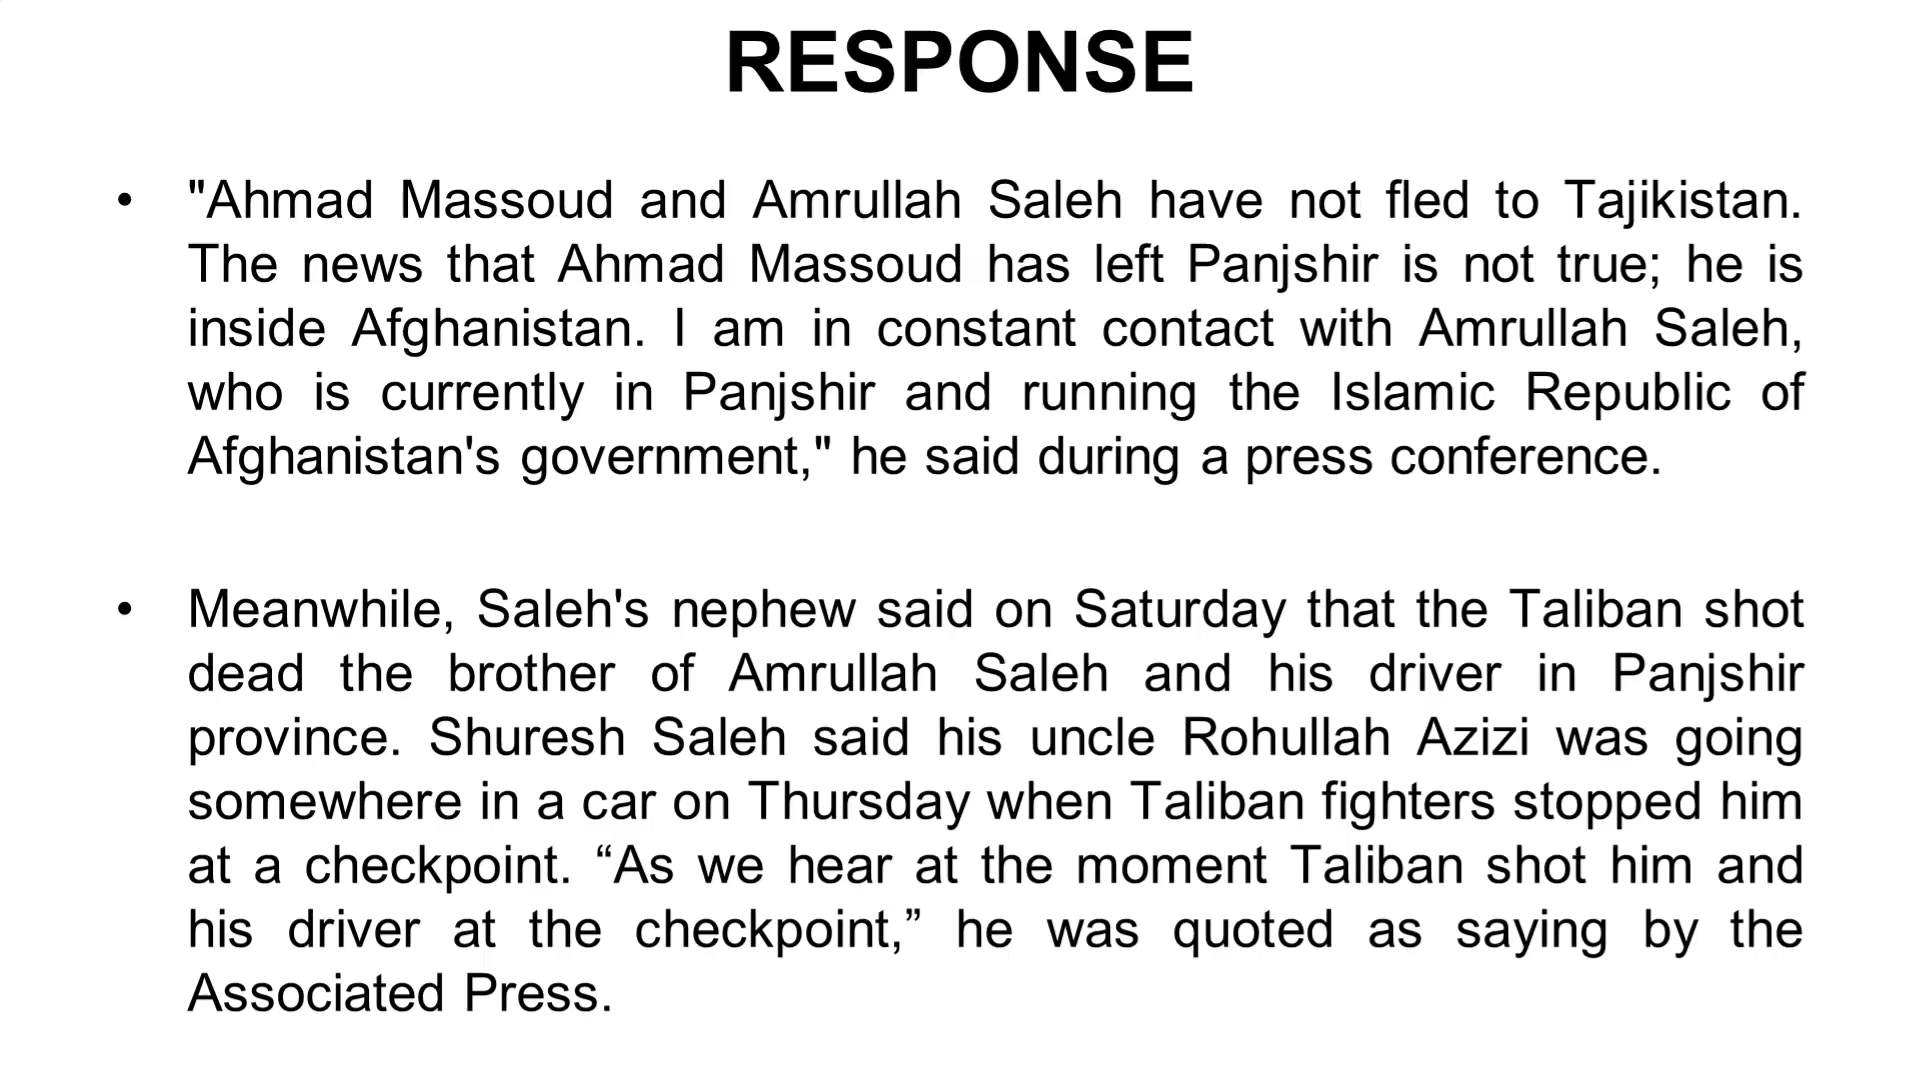 RESPONSE
• "Ahmad Massoud and Amrullah Saleh have not fled to Tajikistan.
The news that Ahmad Massoud has left Panjshir is not true; he is
inside Afghanistan. I am in constant contact with Amrullah Saleh,
who is currently in Panjshir and running the Islamic Republic of
Afghanistan's government," he said during a press conference.
• Meanwhile, Saleh's nephew said on Saturday that the Taliban shot
dead the brother of Amrullah Saleh and his driver in Panjshir
province. Shuresh Saleh said his uncle Rohullah Azizi was going
somewhere in a car on Thursday when Taliban fighters stopped him
at a checkpoint. “As we hear at the moment Taliban shot him and
his driver at the checkpoint,” he was quoted as saying by the
Associated Press.